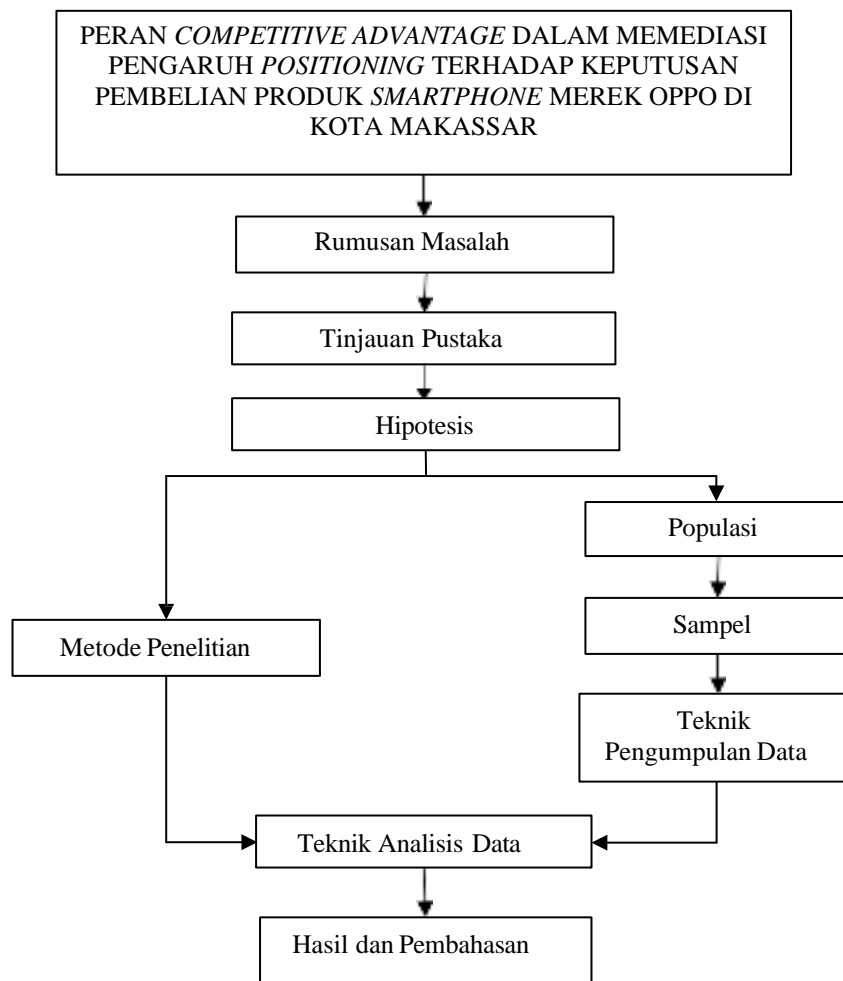 PERAN COMPETITIVE ADVANTAGE DALAM MEMEDIASI
PENGARUH POSITIONING TERHADAP KEPUTUSAN
PEMBELIAN PRODUK SMARTPHONE MEREK OPPO DI
KOTA MAKASSAR
Rumusan Masalah
Tinjauan Pustaka
Hipotesis
Populasi
Sampel
Metode Penelitian
Teknik
Pengumpulan Data
Teknik Analisis Data
Hasil dan Pembahasan